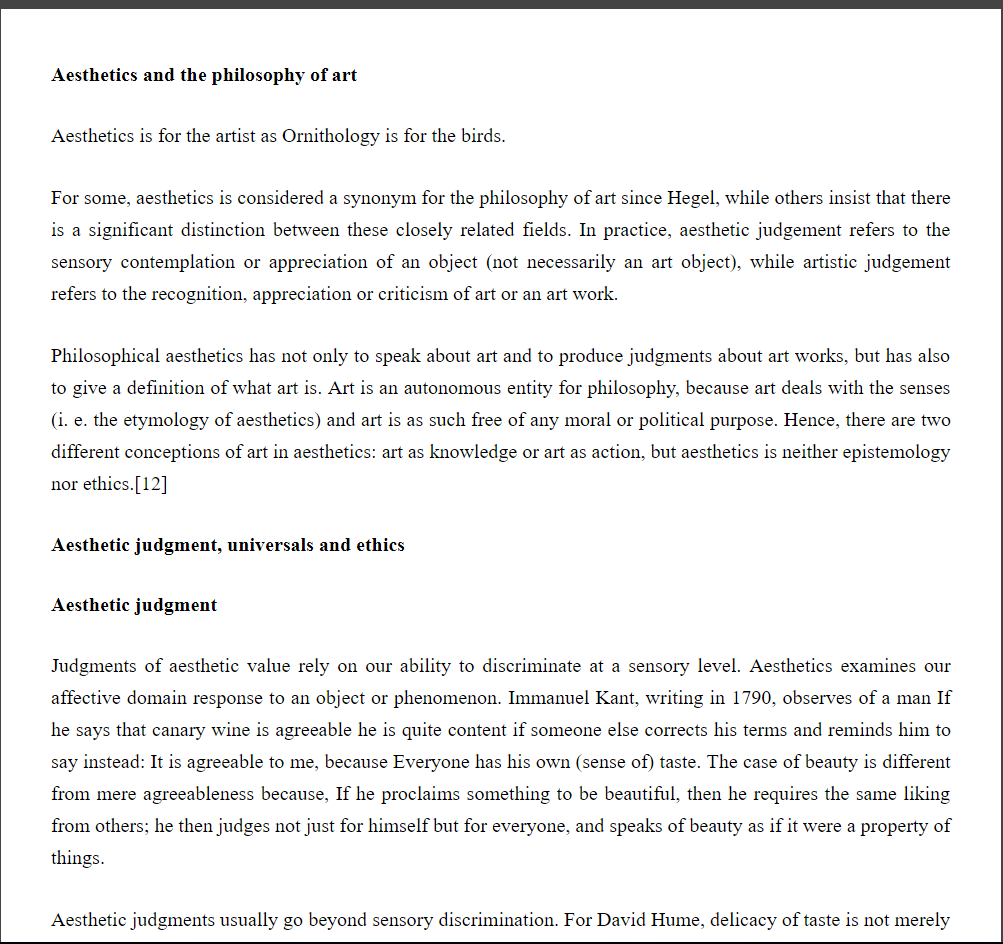 Aesthetics and the philosophy of art
Aesthetics is for the artist as Ornithology is for the birds.
For some, aesthetics is considered a synonym for the philosophy of art since Hegel, while others insist that there
is a significant distinction between these closely related fields. In practice, aesthetic judgement refers to the
sensory contemplation or appreciation of an object (not necessarily an art object), while artistic judgement
refers to the recognition, appreciation or criticism of art or an art work.
Philosophical aesthetics has not only to speak about art and to produce judgments about art works, but has also
to give a definition of what art is. Art is an autonomous entity for philosophy, because art deals with the senses
(i. e. the etymology of aesthetics) and art is as such free of any moral or political purpose. Hence, there are two
different conceptions of art in aesthetics: art as knowledge or art as action, but aesthetics is neither epistemology
nor ethics.[12]
Aesthetic judgment, universals and ethics
Aesthetic judgment
Judgments of aesthetic value rely on our ability to discriminate at a sensory level. Aesthetics examines our
affective domain response to an object or phenomenon. Immanuel Kant, writing in 1790, observes of a man If
he says that canary wine is agreeable he is quite content if someone else corrects his terms and reminds him to
say instead: It is agreeable to me, because Everyone has his own (sense of) taste. The case of beauty is different
from mere agreeableness because, If he proclaims something to be beautiful, then he requires the same liking
from others; he then judges not just for himself but for everyone, and speaks of beauty as if it were a property of
things.
Aesthetic judgments usually go beyond sensory discrimination. For David Hume, delicacy of taste is not merely